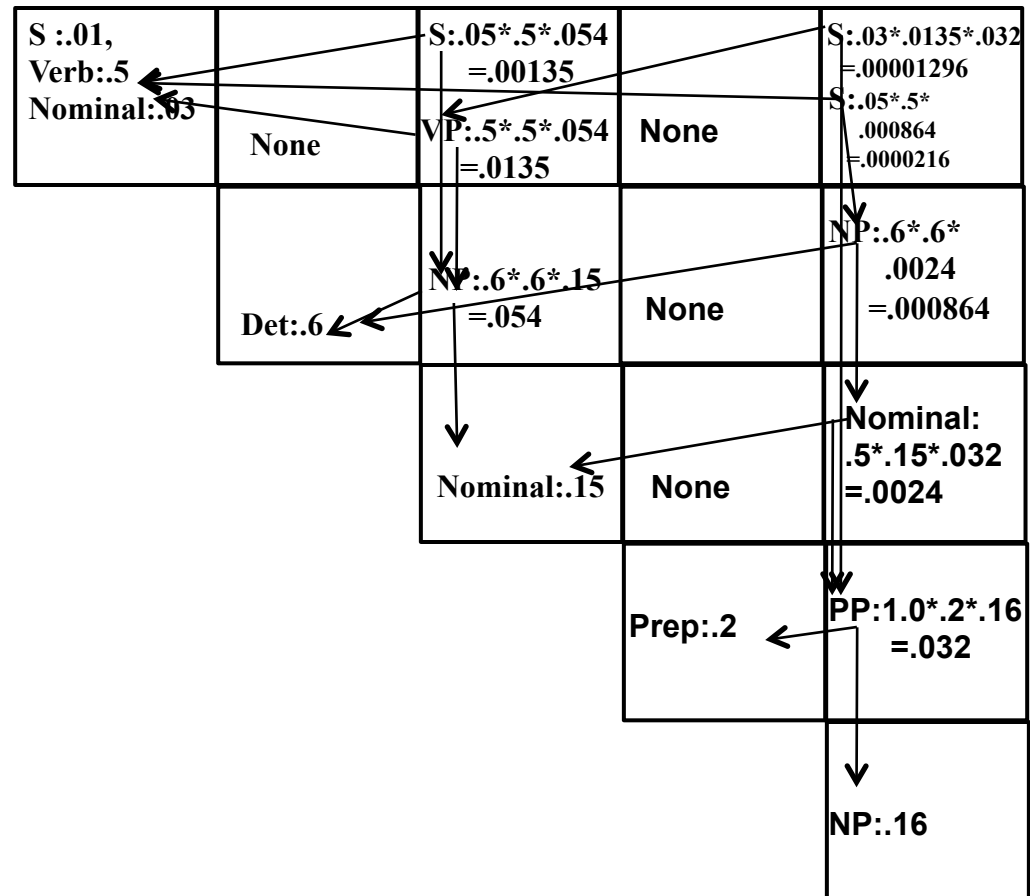 S :.01,
Verb:.5
Nominal:.03
None
S:.05*.5*.054
=.00135
VP:.5*.5*.054
=.0135
None
S:.03*.0135*.032
=.00001296
S:.05*.5*
.000864
=.0000216
Det:.6
NP:.6*.6*.15
=.054
None
NP:.6*.6*
.0024
=.000864
Nominal:.15
None
Nominal:
.5*.15*.032
=.0024
Prep:.2
PP:1.0*.2*.16
=.032
NP:.16